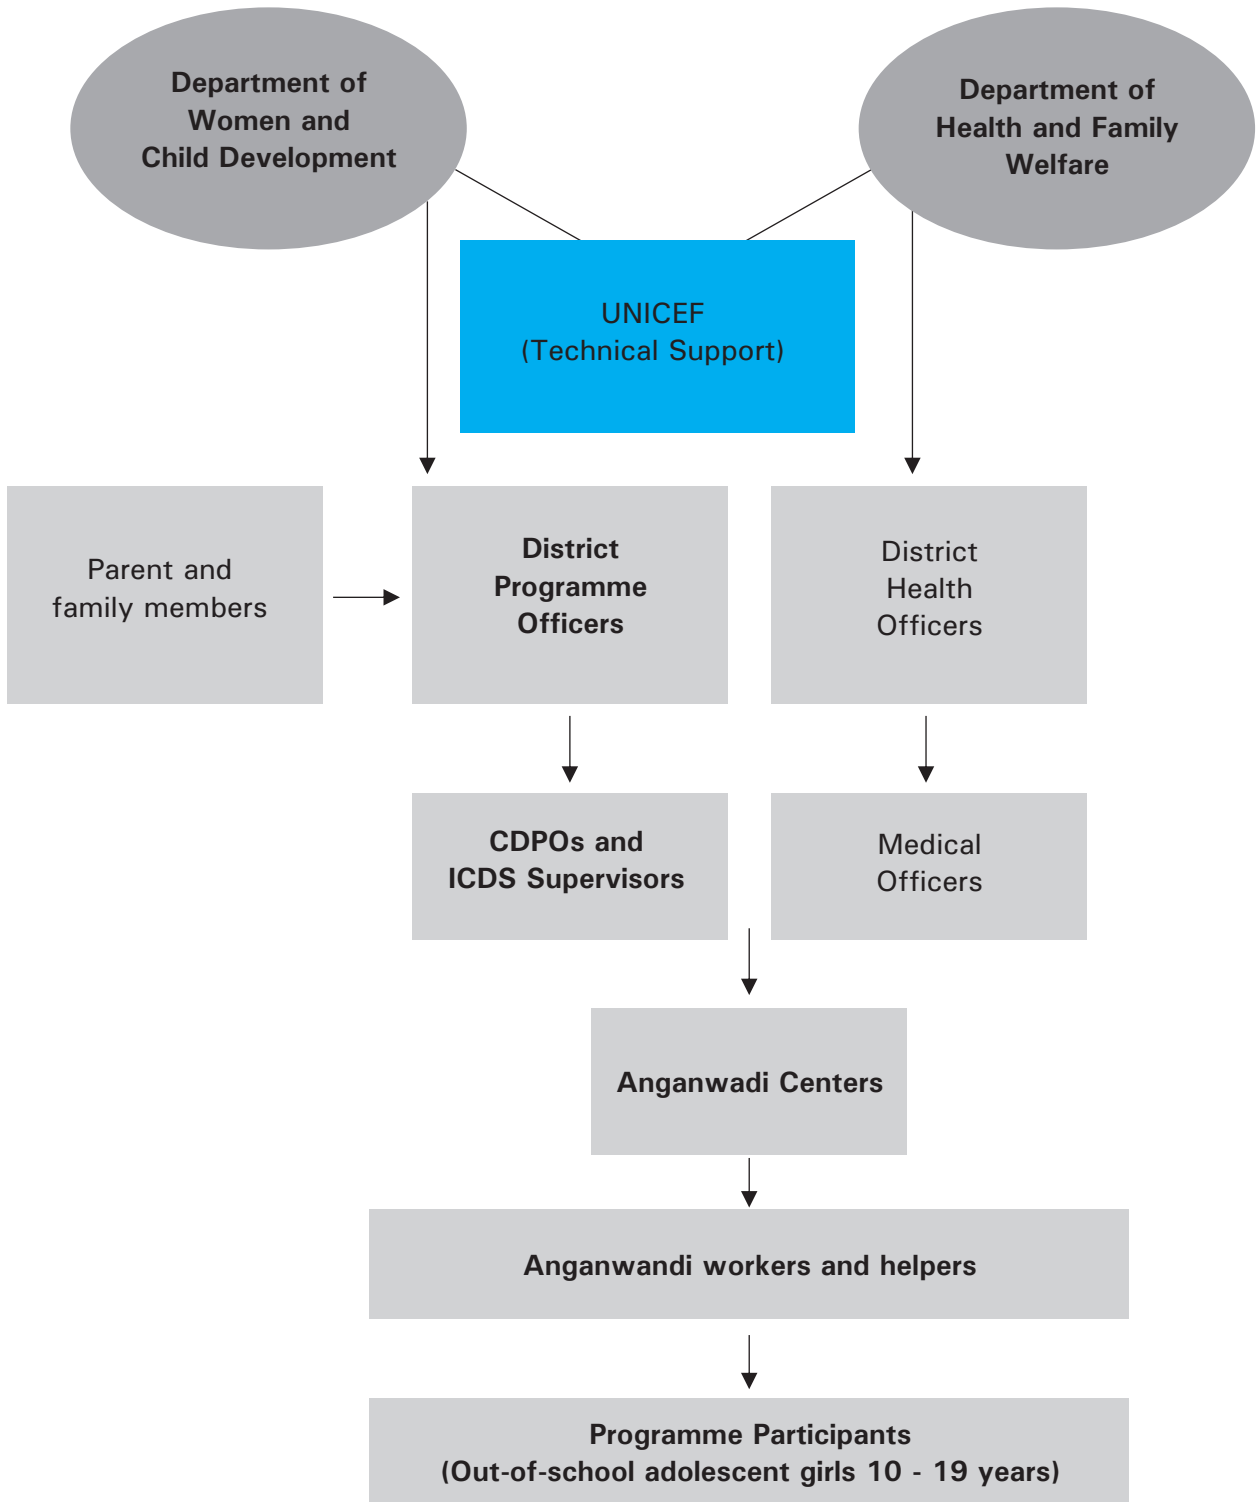 Department of
Women and
Child Development
Department of
Health and Family
Welfare
UNICEF
(Technical Support)
Parent and
family members
District
Programme
Officers
District
Health
Officers
CDPOs and
ICDS Supervisors
Medical
Officers
Anganwadi Centers
Anganwandi workers and helpers
Programme Participants
(Out-of-school adolescent girls 10 - 19 years)